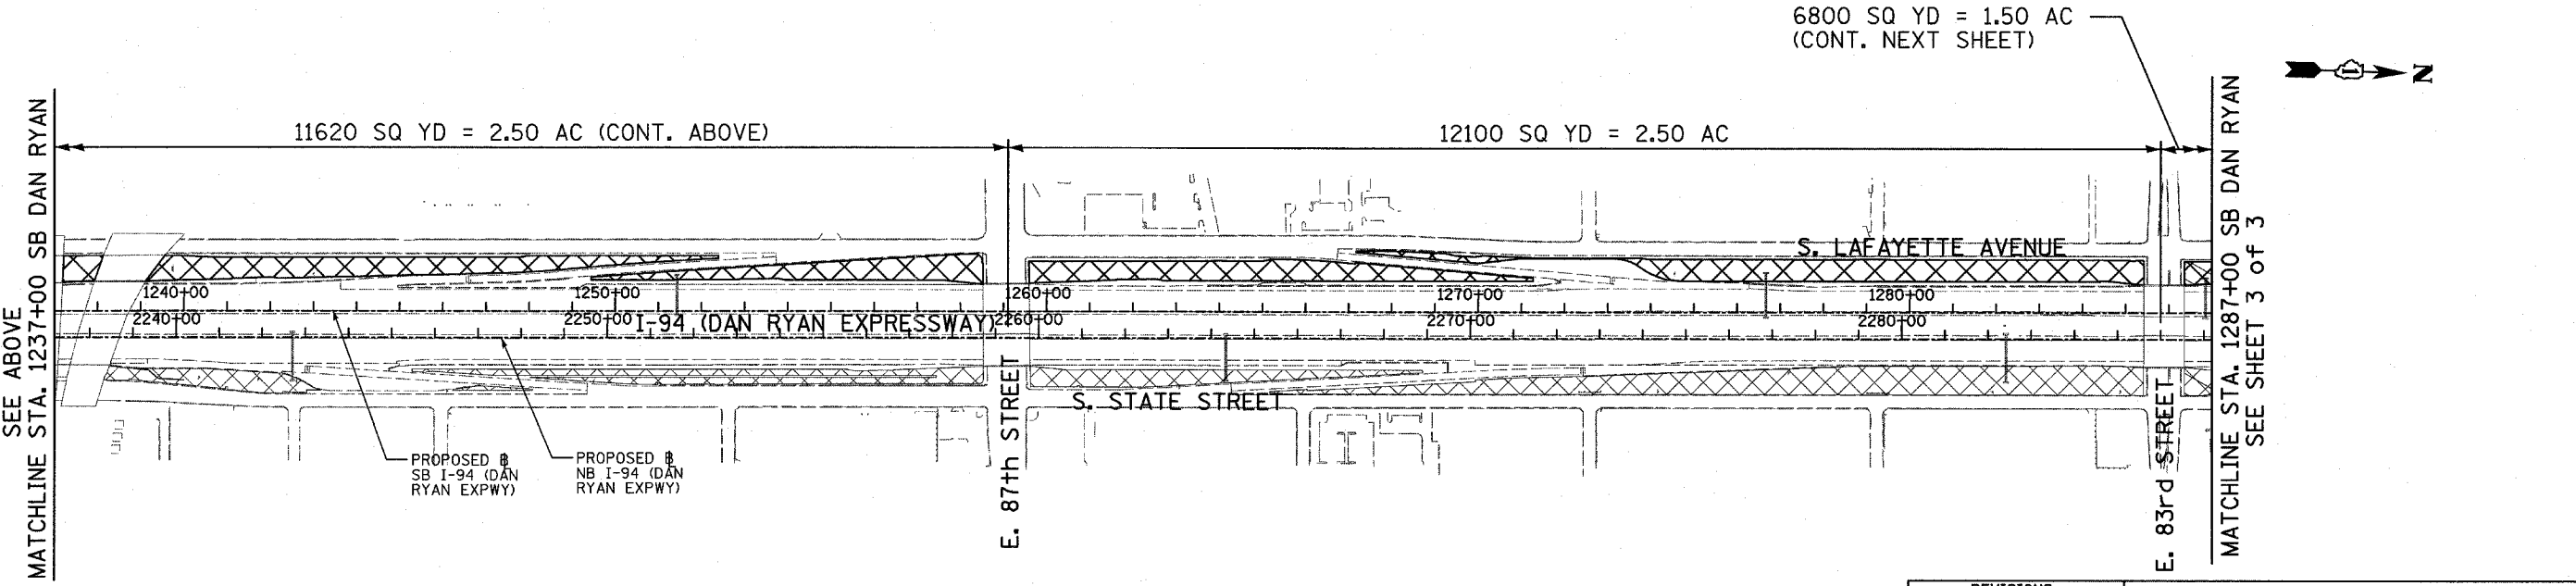 6800 SQ YD = 1.50 AC
(CONT. NEXT SHEET)
N
11620 SQ YD = 2.50 AC (CONT. ABOVE)
12100 SQ YD = 2.50 AC
SEE ABOVE
MATCHLINE STA. 1237+00 SB DAN RYAN
S. LAFAYETTE AVENUE
1240+00
1250+00
1260+00
1270+00
1280+00
2240+00
2250+00
I-94 (DAN RYAN EXPRESSWAY)
2260+00
2270+00
2280+00
S. STATE STREET
PROPOSED B
SB I-94 (DAN
RYAN EXPWY)
PROPOSED B
NB I-94 (DAN
RYAN EXPWY)
E. 87th STREET
E. 83rd STREET
MATCHLINE STA. 1287+00 SB DAN RYAN
SEE SHEET 3 of 3
REVISIONS